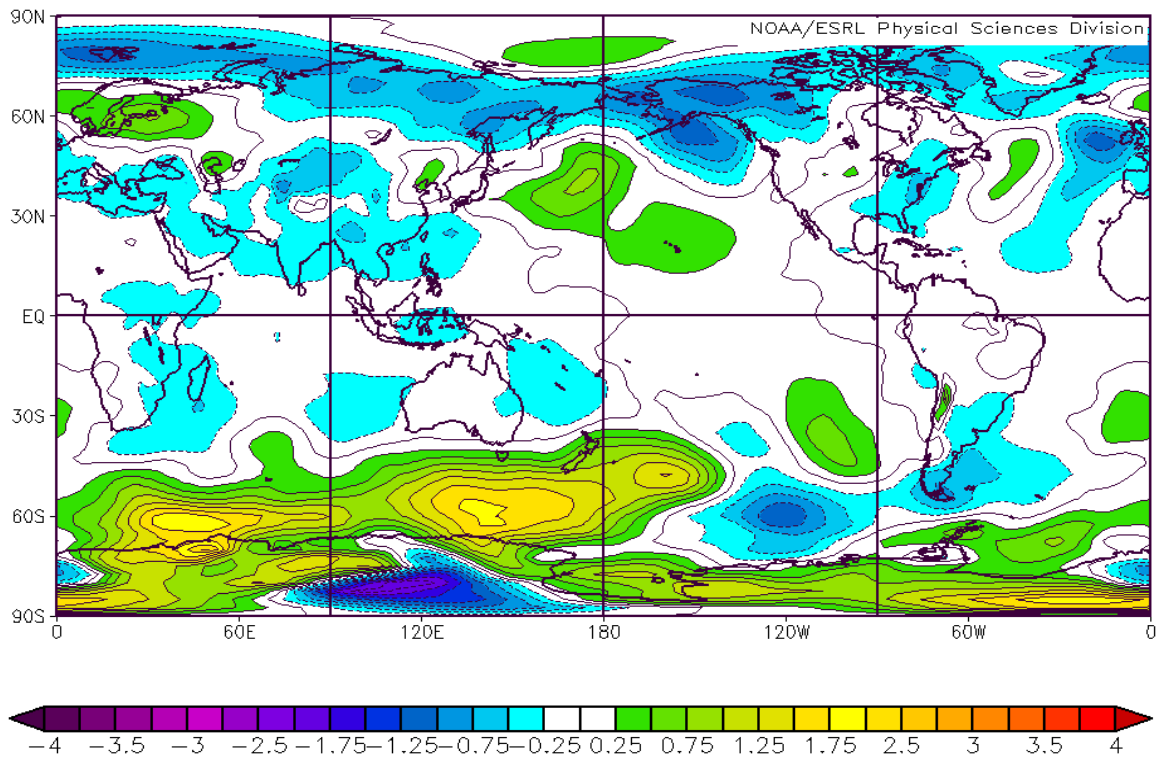 90N
NOAA/ESRL Physical Sciences Division
60N
30N
EQ
30S
60S
90S
0 60E 120E 180 120W 60W 0
−4 −3.5 −3 −2.5 −1.75 −1.25 −0.75 −0.25 0.25 0.75 1.25 1.75 2.5 3 3.5 4